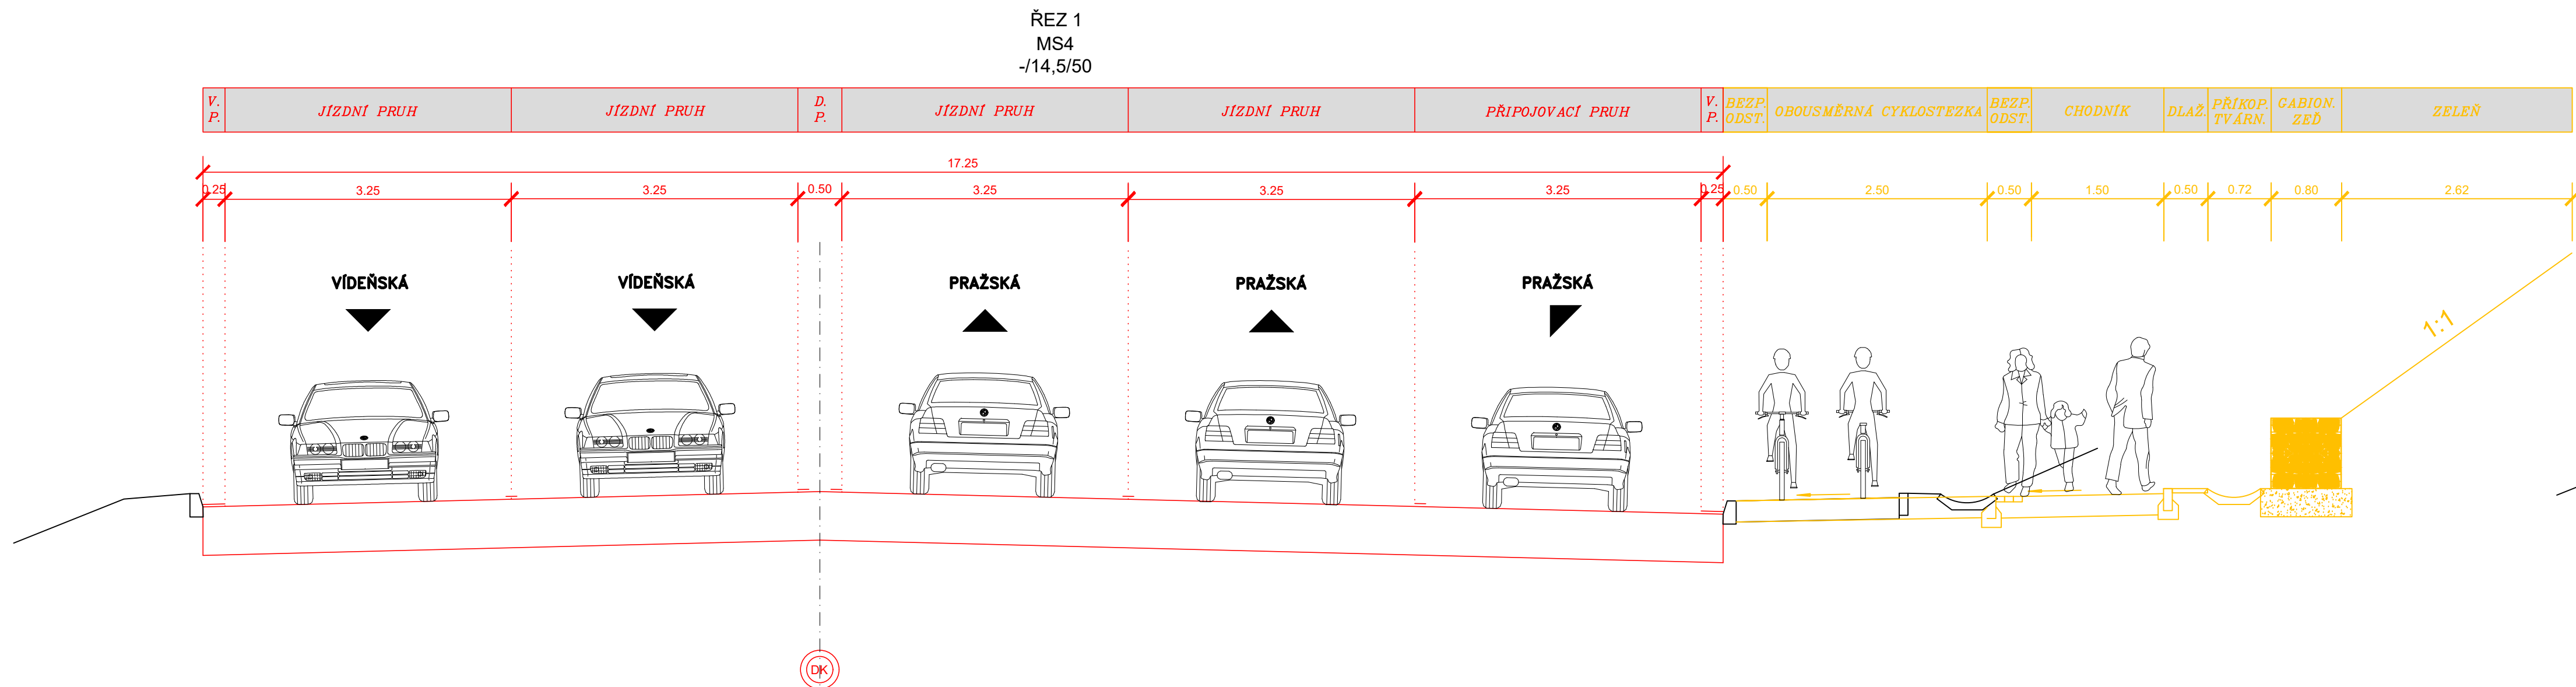 ŘEZ 1
MS4
-/14,5/50
V. P.
JÍZDNÍ PRUH
JÍZDNÍ PRUH
D. P.
JÍZDNÍ PRUH
JÍZDNÍ PRUH
PŘIPOJOVACÍ PRUH
V. P.
BEZP. ODST.
OBOUSMĚRNÁ CYKLOSTEZKA
BEZP. ODST.
CHODNÍK
DLAŽ.
PŘÍKOP. TVÁRN.
GABION. ZEĎ
ZELEŇ
17.25
0.25
3.25
3.25
0.50
3.25
3.25
3.25
0.25
0.50
2.50
0.50
1.50
0.50
0.72
0.80
2.62
VÍDEŇSKÁ
VÍDEŇSKÁ
PRAŽSKÁ
PRAŽSKÁ
PRAŽSKÁ
1:1
DK